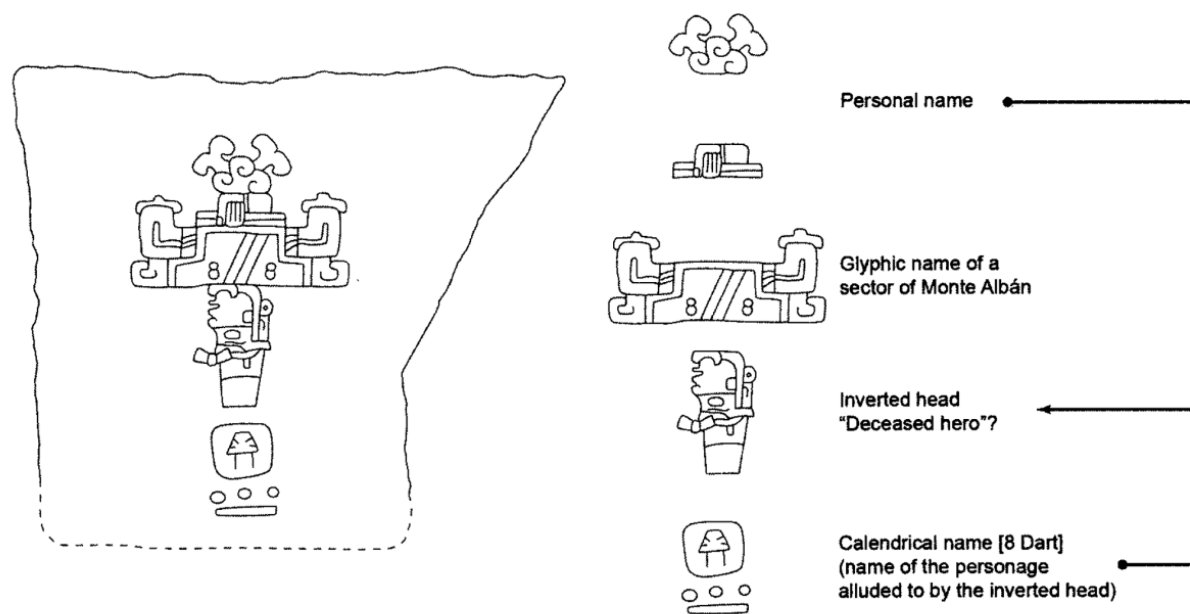 Personal name
Glyphic name of a
sector of Monte Albán
Inverted head
“Deceased hero”?
Calendrical name [8 Dart]
(name of the personage
alluded to by the inverted head)